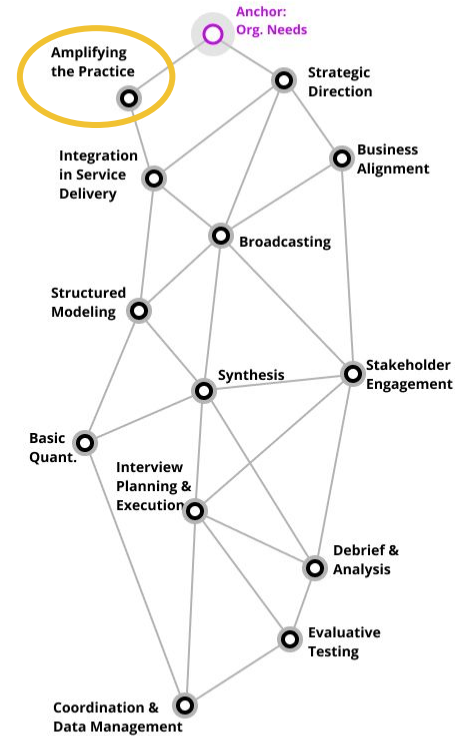 Anchor:
Org. Needs
Amplifying
the Practice
Strategic
Direction
Integration
in Service
Delivery
Business
Alignment
Broadcasting
Structured
Modeling
Synthesis
Stakeholder
Engagement
Basic
Quant.
Interview
Planning &
Execution
Debrief &
Analysis
Evaluative
Testing
Coordination &
Data Management